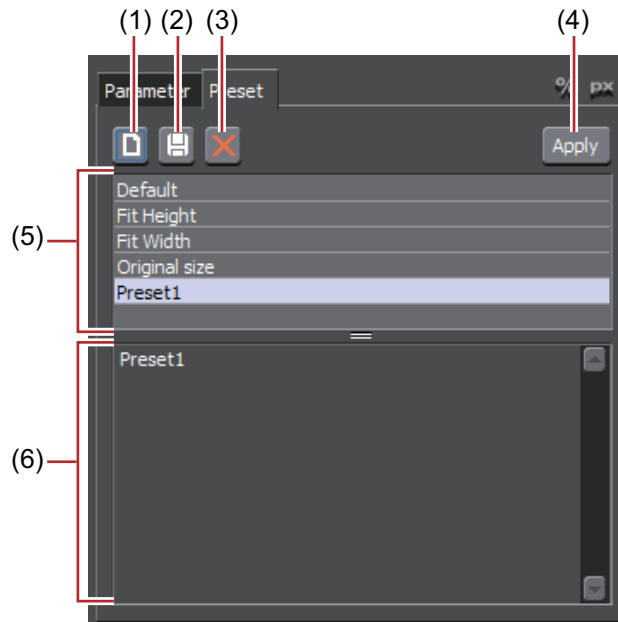 (1) (2) (3) (4)
Parameter Preset % px
Apply
Default
Fit Height
(5)
Fit Width
Original size
Preset1
Preset1
(6)